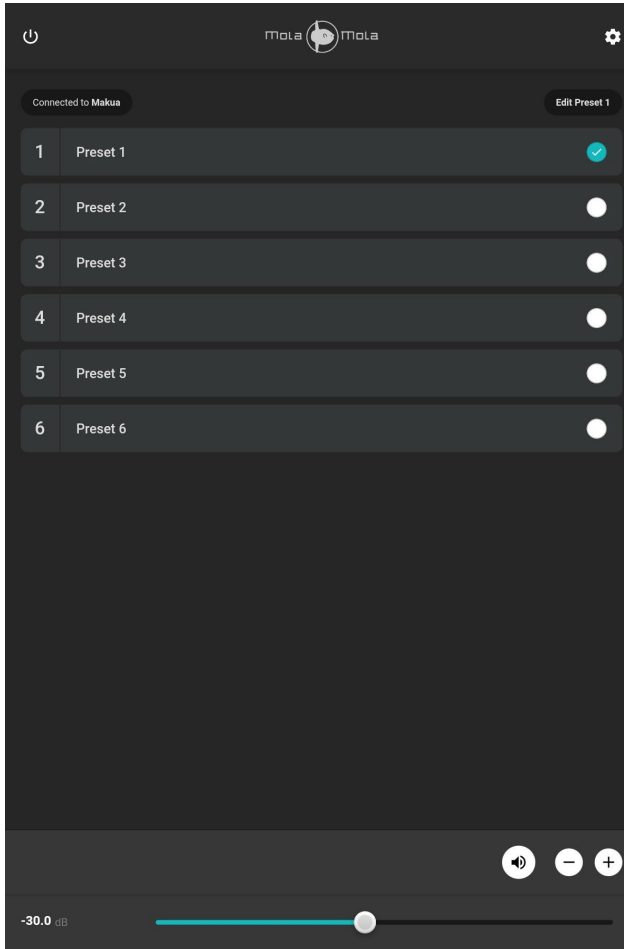 mola mola
Connected to Makua
Edit Preset 1
1 Preset 1
2 Preset 2
3 Preset 3
4 Preset 4
5 Preset 5
6 Preset 6
-30.0 dB